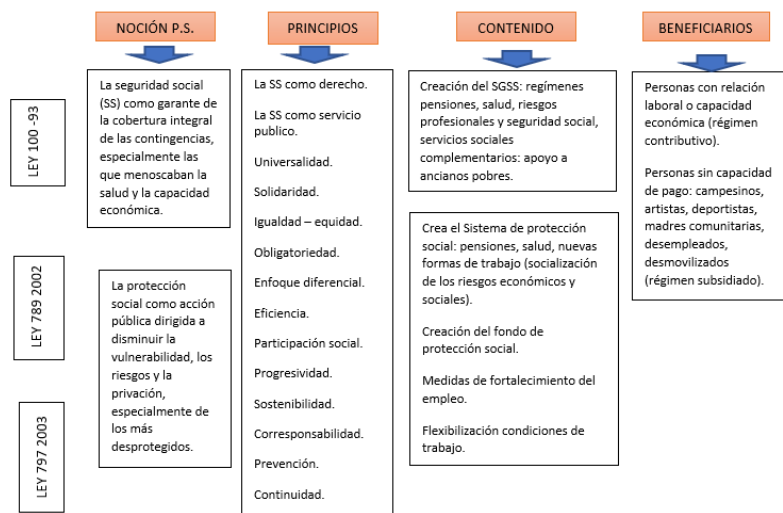 NOCIÓN P.S.
PRINCIPIOS
CONTENIDO
BENEFICIARIOS
LEY 100 -93
LEY 789 2002
LEY 797 2003
La seguridad social
(SS) como garante de
la cobertura integral
de las contingencias,
especialmente las
que menoscaban la
salud y la capacidad
económica.
La protección
social como acción
pública dirigida a
disminuir la
vulnerabilidad, los
riesgos y la
privación,
especialmente de
los más
desprotegidos.
La SS como derecho.
La SS como servicio
publico.
Universalidad.
Solidaridad.
Igualdad – equidad.
Obligatoriedad.
Enfoque diferencial.
Eficiencia.
Participación social.
Progresividad.
Sostenibilidad.
Corresponsabilidad.
Prevención.
Continuidad.
Creación del SGSS: regímenes
pensiones, salud, riesgos
profesionales y seguridad social,
servicios sociales
complementarios: apoyo a
ancianos pobres.
Crea el Sistema de protección
social: pensiones, salud, nuevas
formas de trabajo (socialización
de los riesgos económicos y
sociales).
Creación del fondo de
protección social.
Medidas de fortalecimiento del
empleo.
Flexibilización condiciones de
trabajo.
Personas con relación
laboral o capacidad
económica (régimen
contributivo).
Personas sin capacidad
de pago: campesinos,
artistas, deportistas,
madres comunitarias,
desempleados,
desmovilizados
(régimen subsidiado).